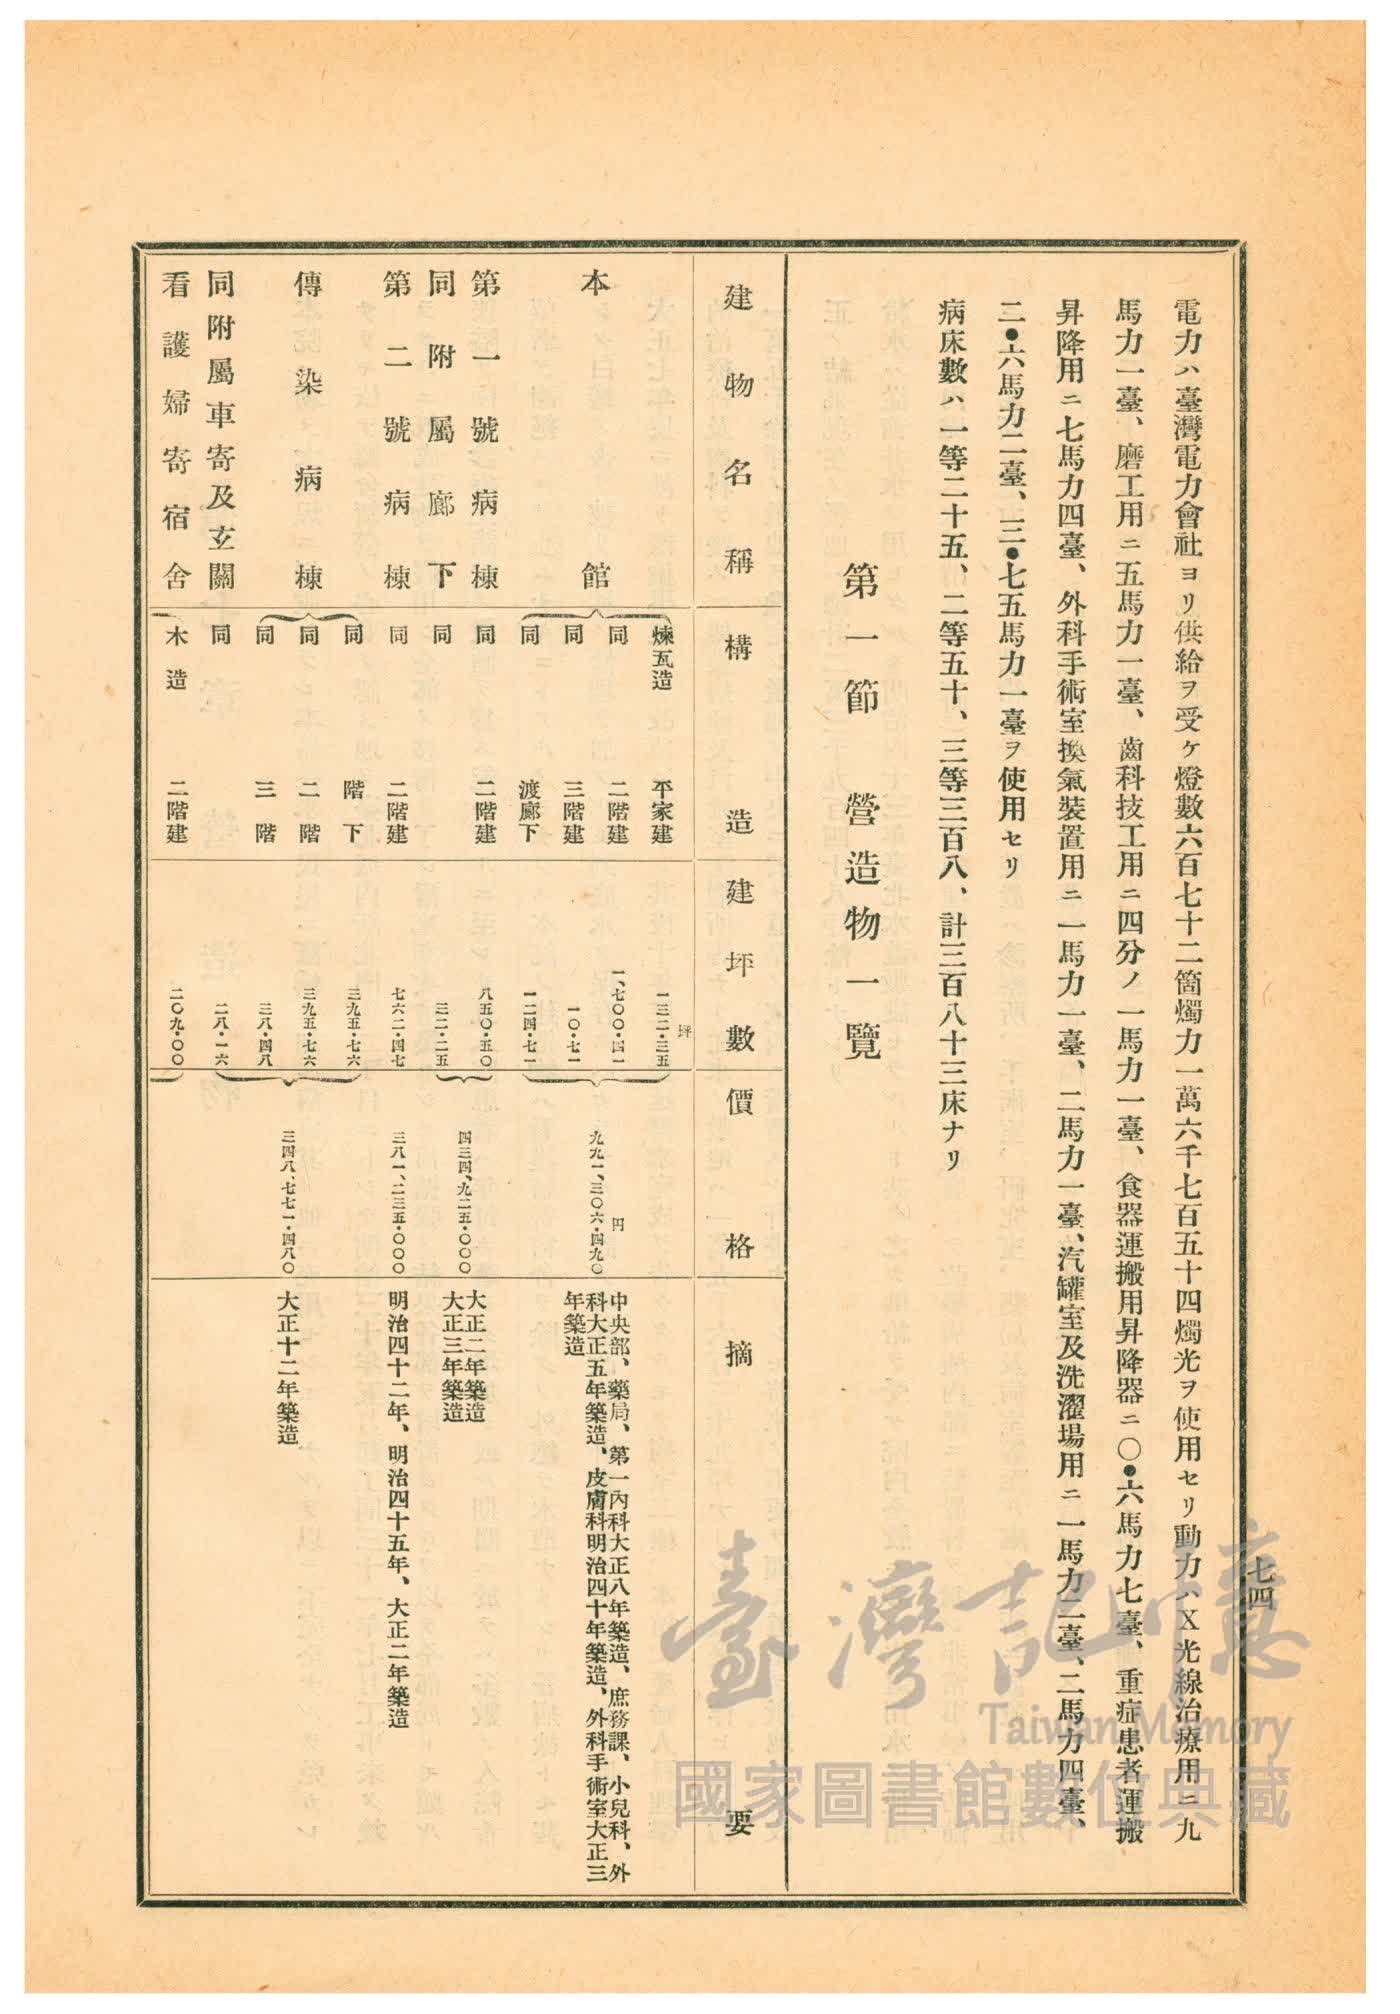 七四
電力ハ臺灣電力會社ヨリ供給ヲ受ケ燈數六百七十二箇燭力一萬六千七百五十四燭光ヲ使用セリ動力ハX光線治療用ニ九
馬力一臺、磨工用ニ五馬力一臺、齒科技工用ニ四分ノ一馬力一臺、食器運搬用昇降器ニ〇•六馬力七臺、重症患者運搬
昇降用ニ七馬力四臺、外科手術室換氣裝置用ニ一馬力一臺、二馬力一臺、汽罐室及洗濯場用ニ一馬力二臺、二馬力四臺、
二•六馬力二臺、三•七五馬力一臺ヲ使用セリ
病床數ハ一等二十五、二等五十、三等三百八、計三百八十三床ナリ
第一節 營造物一覽
建物名稱 構造 建坪數 價格 摘要
本館 煉瓦造 平家建 一三二・三五坪
同 二階建 一、七〇〇・四一 九九一、三〇六・四九〇円 中央部、藥局、第一內科大正八年築造、庶務課、小兒科、外
科大正五年築造、皮膚科明治四十年築造、外科手術室大正三
年築造
同 三階建 一〇・七一
同 渡廊下 一二四・七一
第一號病棟 同 二階建 八五〇・五〇 四三四、九二五・〇〇〇 大正二年築造
同附屬廊下 同 三二・二五 大正三年築造
第二號病棟 同 二階建 七六二・四七 三八一、二三五・〇〇〇 明治四十二年、明治四十五年、大正二年築造
傳染病棟 同 階下 三九五・七六
同 二階 三九五・七六 三四八、七七一・四八〇 大正十二年築造
同 三階 三八・四八
同附屬車寄及玄關 同 二八・一六
看護婦寄宿舍 木造 二階建 二〇九・〇〇
臺灣記憶
Taiwan Memory
國家圖書館數位典藏